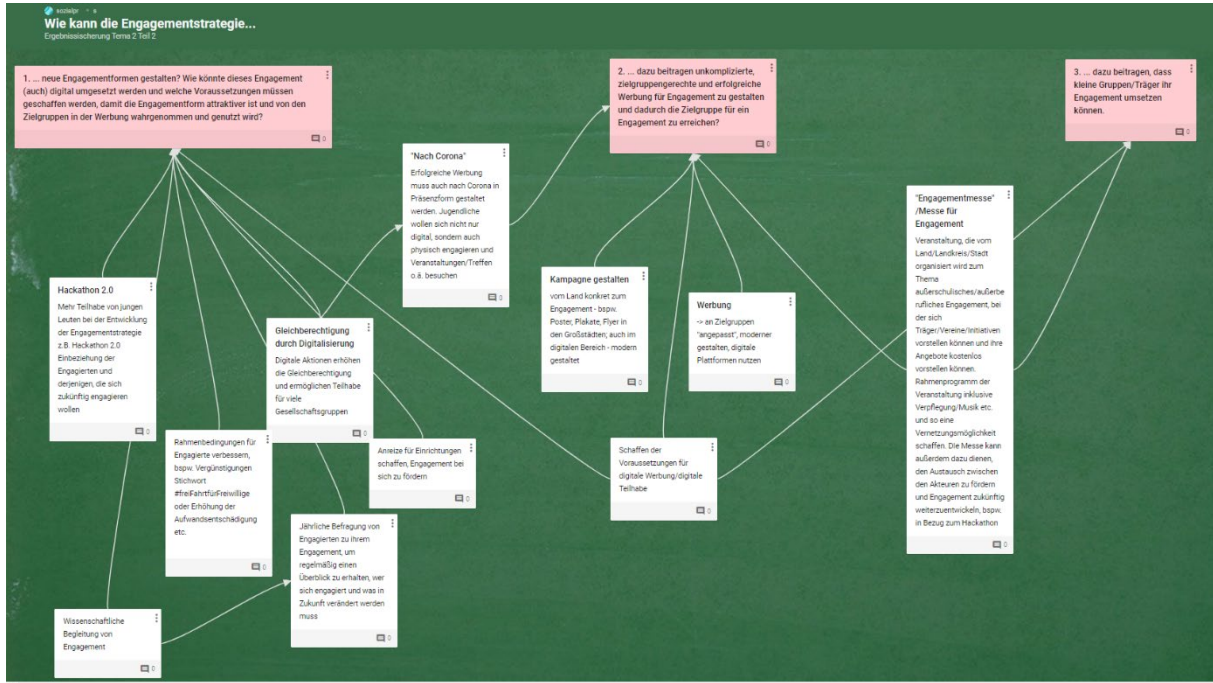 sozialpr
Wie kann die Engagementstrategie...
Ergebnissicherung Tema 2 Teil 2
1. ... neue Engagementformen gestalten? Wie könnte dieses Engagement
(auch) digital umgesetzt werden und welche Voraussetzungen müssen
geschaffen werden, damit die Engagementform attraktiver ist und von den
Zielgruppen in der Werbung wahrgenommen und genutzt wird?
0
2. ... dazu beitragen unkomplizierte,
zielgruppengerechte und erfolgreiche
Werbung für Engagement zu gestalten
und dadurch die Zielgruppe für ein
Engagement zu erreichen?
0
3. ... dazu beitragen, dass
kleine Gruppen/Träger ihr
Engagement umsetzen
können.
0
"Nach Corona"
Erfolgreiche Werbung
muss auch nach Corona in
Präsenzform gestaltet
werden. Jugendliche
wollen sich nicht nur
digital, sondern auch
physisch engagieren und
Veranstaltungen/Treffen
o.ä. besuchen
0
"Engagementmesse"
/Messe für
Engagement
Veranstaltung, die vom
Land/Landkreis/Stadt
organisiert wird zum
Thema
außerschulisches/außerbe
rufliches Engagement, bei
der sich
Träger/Vereine/Initiativen
vorstellen können und ihre
Angebote kostenlos
vorstellen können.
Rahmenprogramm der
Veranstaltung inklusive
Verpflegung/Musik etc.
und so eine
Vernetzungsmöglichkeit
schaffen. Die Messe kann
außerdem dazu dienen,
den Austausch zwischen
den Akteuren zu fördern
und Engagement zukünftig
weiterzuentwickeln, bspw.
in Bezug zum Hackathon
0
Kampagne gestalten
vom Land konkret zum
Engagement - bspw.
Poster, Plakate, Flyer in
den Großstädten; auch im
digitalen Bereich - modern
gestaltet
0
Werbung
-> an Zielgruppen
"angepasst", moderner
gestalten, digitale
Plattformen nutzen
0
Hackathon 2.0
Mehr Teilhabe von jungen
Leuten bei der Entwicklung
der Engagementstrategie
z.B. Hackathon 2.0
Einbeziehung der
Engagierten und
derjenigen, die sich
zukünftig engagieren
wollen
0
Gleichberechtigung
durch Digitalisierung
Digitale Aktionen erhöhen
die Gleichberechtigung
und ermöglichen Teilhabe
für viele
Gesellschaftsgruppen
0
Rahmenbedingungen für
Engagierte verbessern,
bspw. Vergünstigungen
Stichwort
#freiFahrtfürFreiwillige
oder Erhöhung der
Aufwandsentschädigung
etc.
0
Anreize für Einrichtungen
schaffen, Engagement bei
sich zu fördern
0
Schaffen der
Voraussetzungen für
digitale Werbung/digitale
Teilhabe
0
Jährliche Befragung von
Engagierten zu ihrem
Engagement, um
regelmäßig einen
Überblick zu erhalten, wer
sich engagiert und was in
Zukunft verändert werden
muss
0
Wissenschaftliche
Begleitung von
Engagement
0